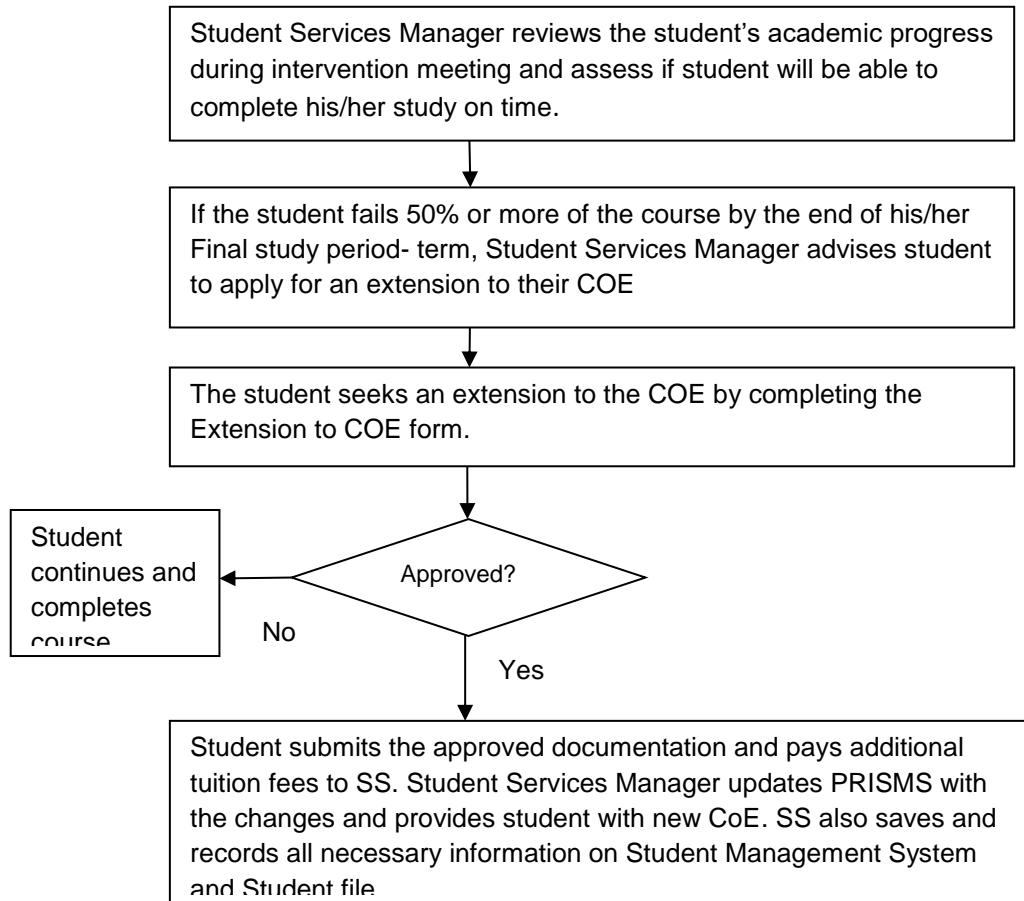 Student Services Manager reviews the student’s academic progress
during intervention meeting and assess if student will be able to
complete his/her study on time.
If the student fails 50% or more of the course by the end of his/her
Final study period- term, Student Services Manager advises student
to apply for an extension to their COE
The student seeks an extension to the COE by completing the
Extension to COE form.
Approved?
Student
continues and
completes
course
No
Yes
Student submits the approved documentation and pays additional
tuition fees to SS. Student Services Manager updates PRISMS with
the changes and provides student with new CoE. SS also saves and
records all necessary information on Student Management System
and Student file